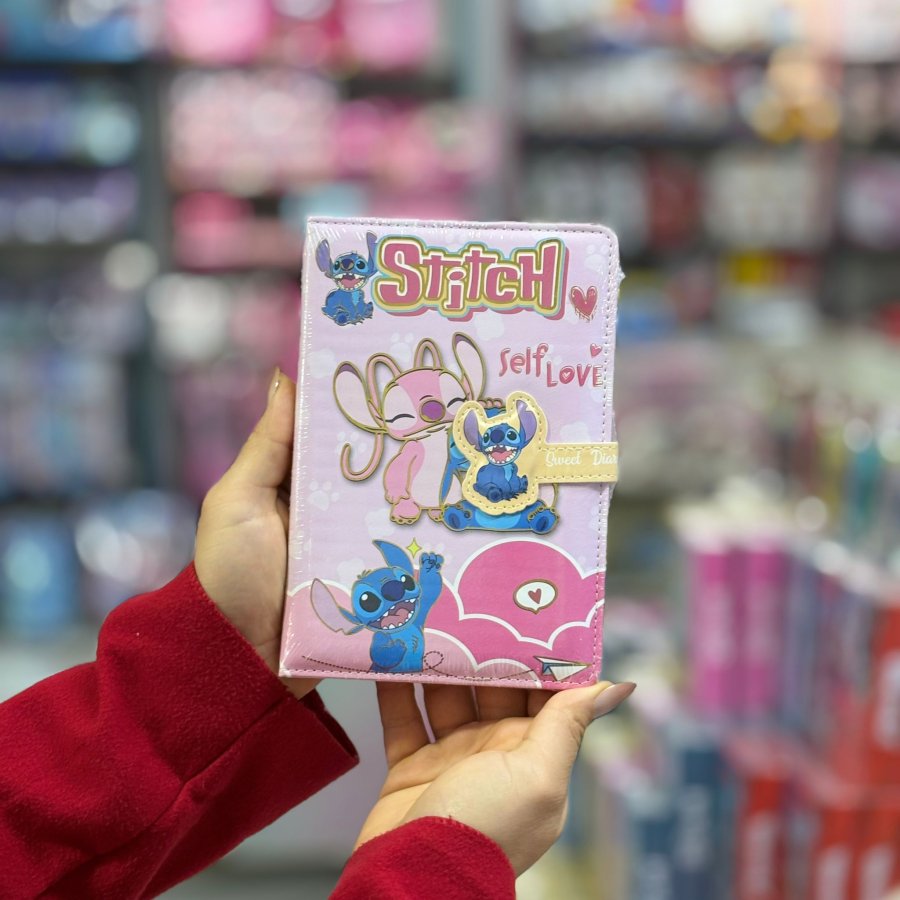 Stitch
Self
LOVE
Sweet Diar